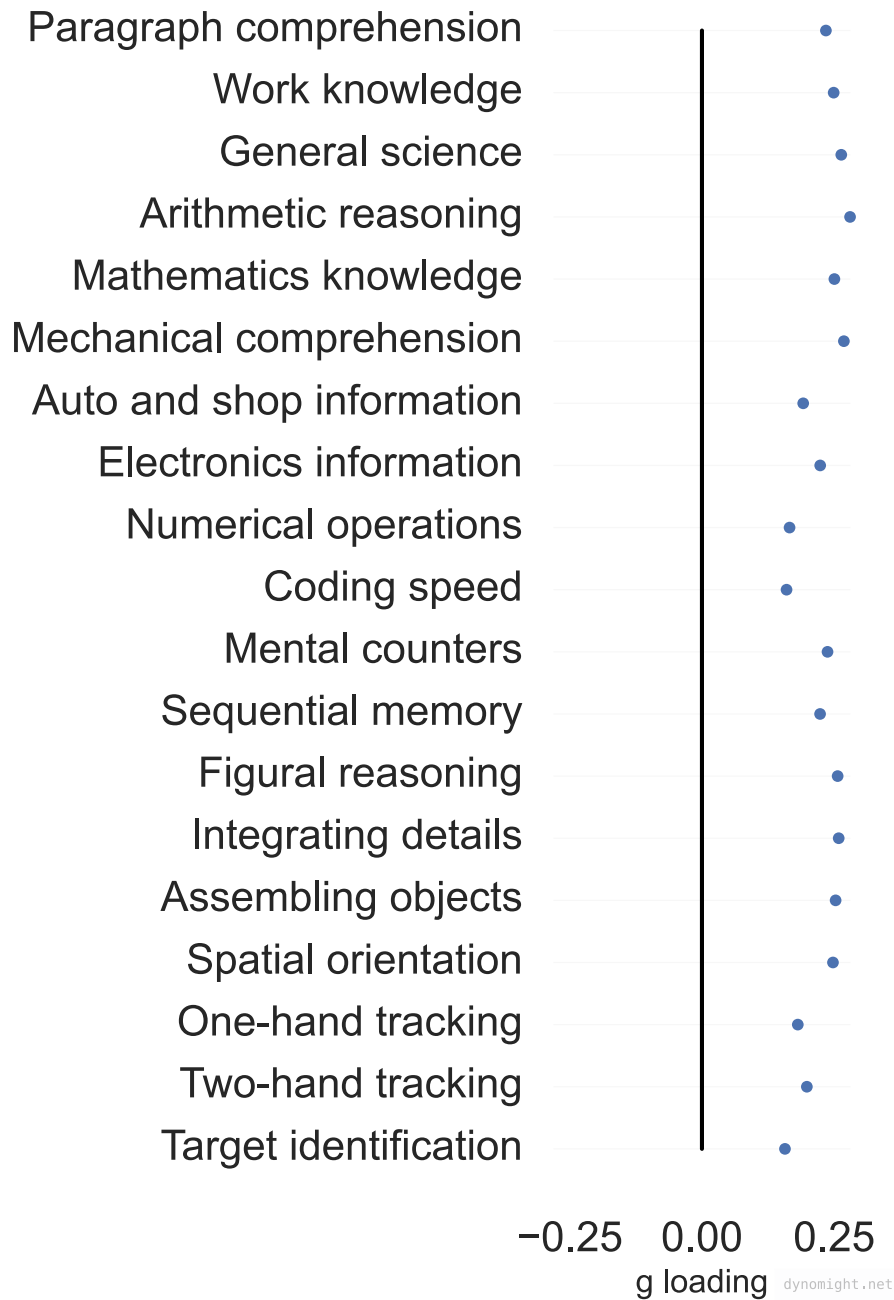 Paragraph comprehension
Work knowledge
General science
Arithmetic reasoning
Mathematics knowledge
Mechanical comprehension
Auto and shop information
Electronics information
Numerical operations
Coding speed
Mental counters
Sequential memory
Figural reasoning
Integrating details
Assembling objects
Spatial orientation
One-hand tracking
Two-hand tracking
Target identification
−0.25 0.00 0.25
g loading
dynomight.net